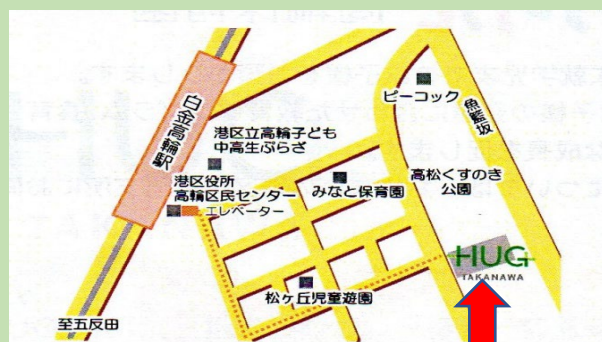 白金高輪駅
港区立高輪子ども
中高生ぷらざ
港区役所
高輪区民センター
エレベーター
ピーコック
魚籃坂
みなと保育園
高松くすのき
公園
HUG
TAKANAWA
松ヶ丘児童遊園
至五反田